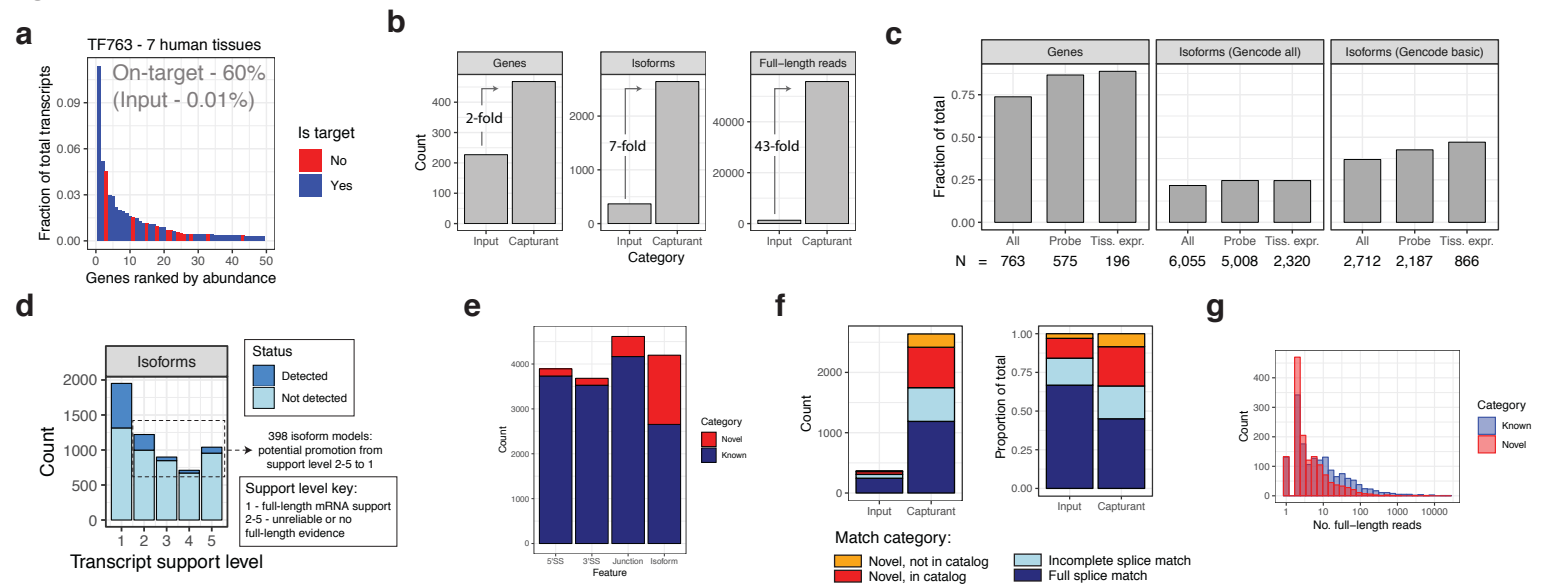 a
TF763 - 7 human tissues
On-target - 60%
(Input - 0.01%)
Fraction of total transcripts
0.09
0.06
0.03
0.00
0 10 20 30 40 50
Genes ranked by abundance
Is target
No
Yes
b
Genes
Isoforms
Full−length reads
Count
400
300
200
100
0
2-fold
2000
1000
0
7-fold
40000
20000
0
43-fold
Input Capturant
Input Capturant
Input Capturant
Category
c
Genes
Isoforms (Gencode all)
Isoforms (Gencode basic)
Fraction of total
0.75
0.50
0.25
0.00
All Probe Tiss. expr.
All Probe Tiss. expr.
All Probe Tiss. expr.
N = 763 575 196 6,055 5,008 2,320 2,712 2,187 866
d
Isoforms
Count
2000
1500
1000
500
0
1 2 3 4 5
Transcript support level
Status
Detected
Not detected
398 isoform models:
potential promotion from
support level 2-5 to 1
Support level key:
1 - full-length mRNA support
2-5 - unreliable or no
full-length evidence
e
Count
4000
3000
2000
1000
0
5'SS 3'SS Junction Isoform
Feature
Category
Novel
Known
f
Count
2000
1000
0
Input Capturant
Proportion of total
1.00
0.75
0.50
0.25
0.00
Input Capturant
Match category:
Novel, not in catalog
Novel, in catalog
Incomplete splice match
Full splice match
g
Count
400
300
200
100
0
1 10 100 1000 10000
No. full-length reads
Category
Known
Novel